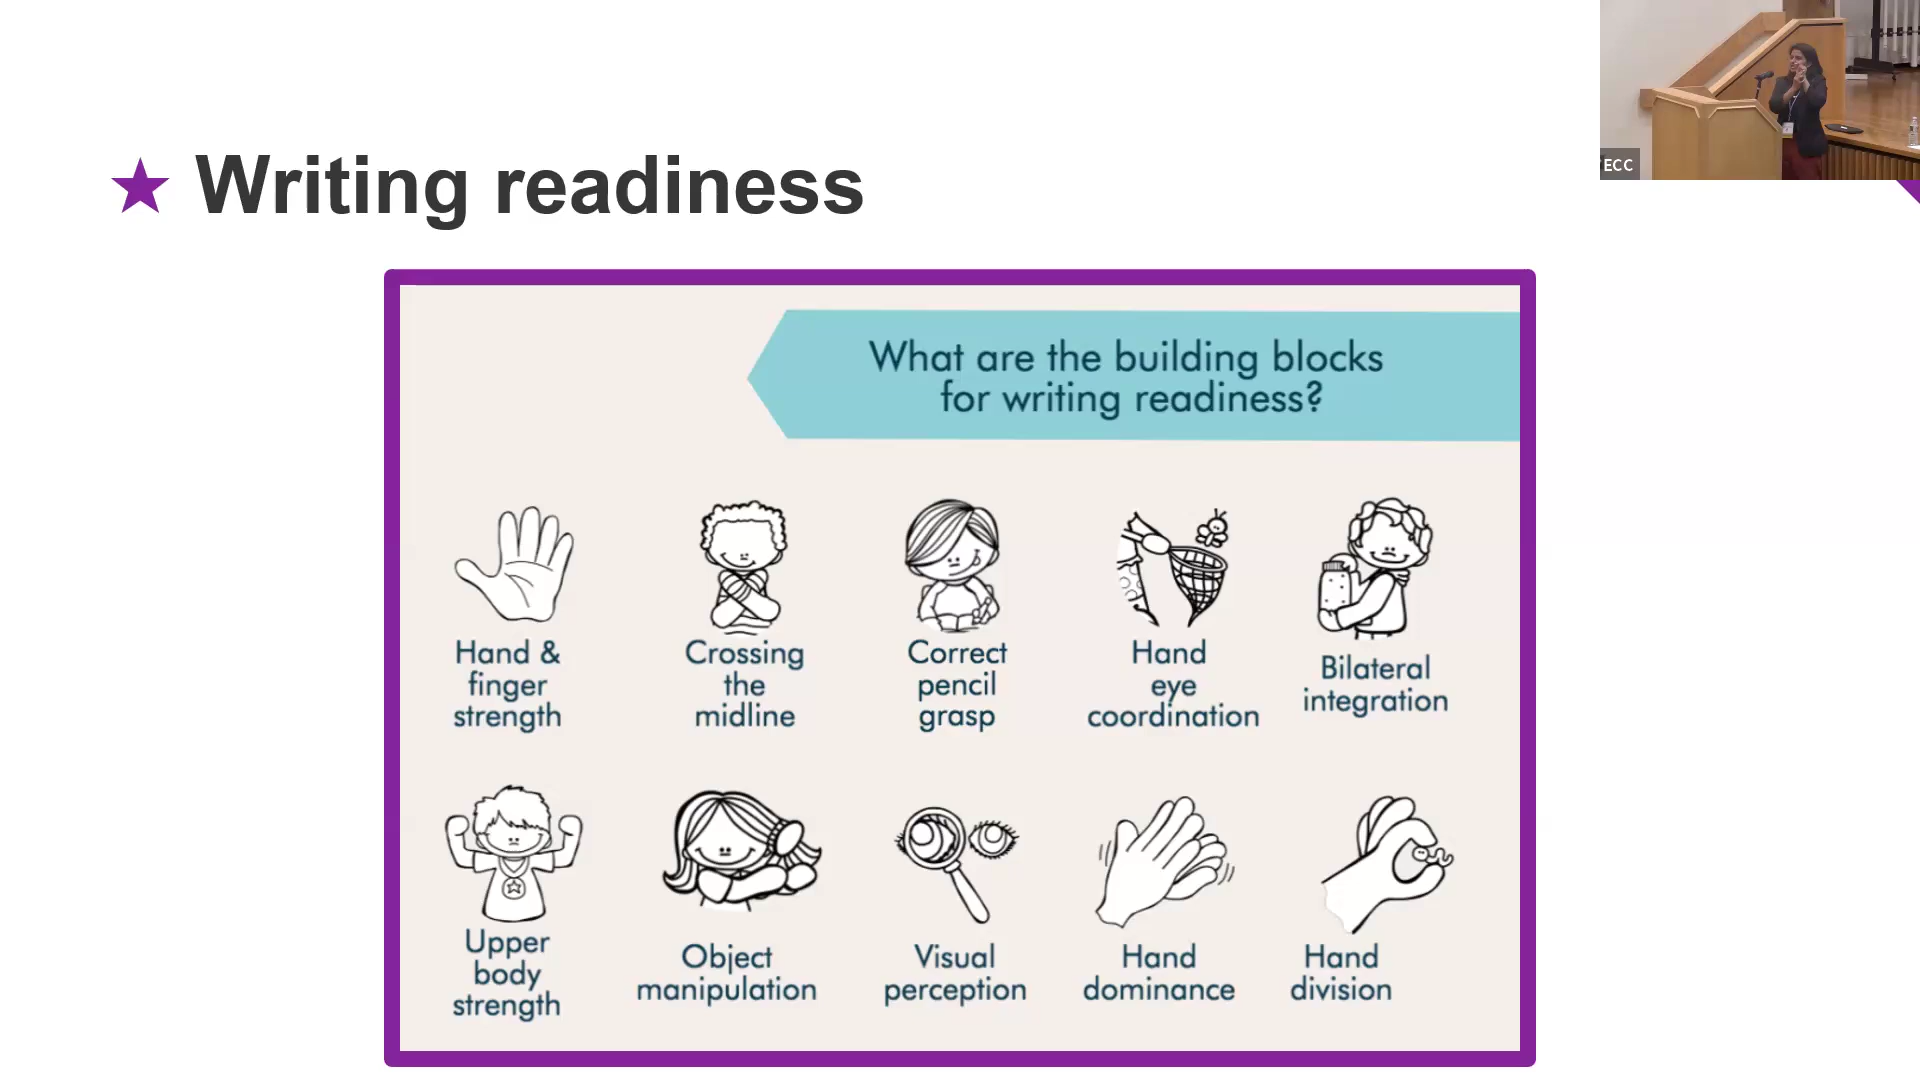 ECC
Writing readiness
What are the building blocks
for writing readiness?
Hand &
finger
strength
Crossing
the
midline
Correct
pencil
grasp
Hand
eye
coordination
Bilateral
integration
Upper
body
strength
Object
manipulation
Visual
perception
Hand
dominance
Hand
division